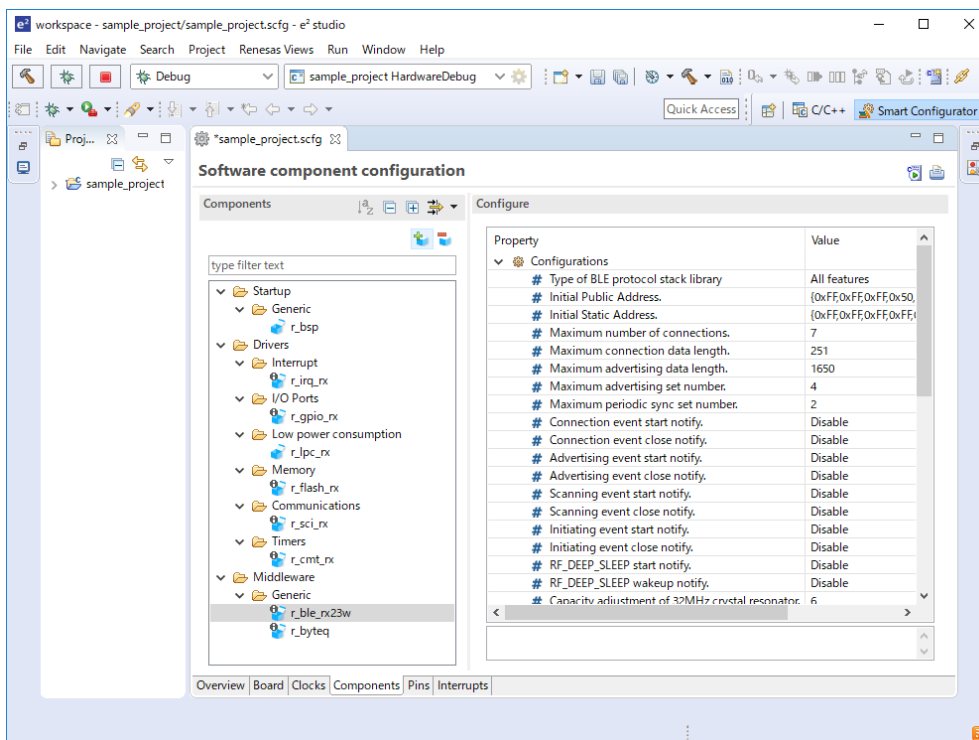 workspace - sample_project/sample_project.scfg - e² studio
File Edit Navigate Search Project Renesas Views Run Window Help
Debug
sample_project HardwareDebug
Quick Access
C/C++
Smart Configurator
Proj...
*sample_project.scfg
sample_project
Software component configuration
Components
type filter text
Startup
Generic
r_bsp
Drivers
Interrupt
r_irq_rx
I/O Ports
r_gpio_rx
Low power consumption
r_lpc_rx
Memory
r_flash_rx
Communications
r_sci_rx
Timers
r_cmt_rx
Middleware
Generic
r_ble_rx23w
r_byteq
Configure
Property Value
Configurations
# Type of BLE protocol stack library All features
# Initial Public Address. {0xFF,0xFF,0xFF,0x50,
# Initial Static Address. {0xFF,0xFF,0xFF,0xFF,
# Maximum number of connections. 7
# Maximum connection data length. 251
# Maximum advertising data length. 1650
# Maximum advertising set number. 4
# Maximum periodic sync set number. 2
# Connection event start notify. Disable
# Connection event close notify. Disable
# Advertising event start notify. Disable
# Advertising event close notify. Disable
# Scanning event start notify. Disable
# Scanning event close notify. Disable
# Initiating event start notify. Disable
# Initiating event close notify. Disable
# RF_DEEP_SLEEP start notify. Disable
# RF_DEEP_SLEEP wakeup notify. Disable
# Capacity adjustment of 32MHz crystal resonator. 6
Overview Board Clocks Components Pins Interrupts